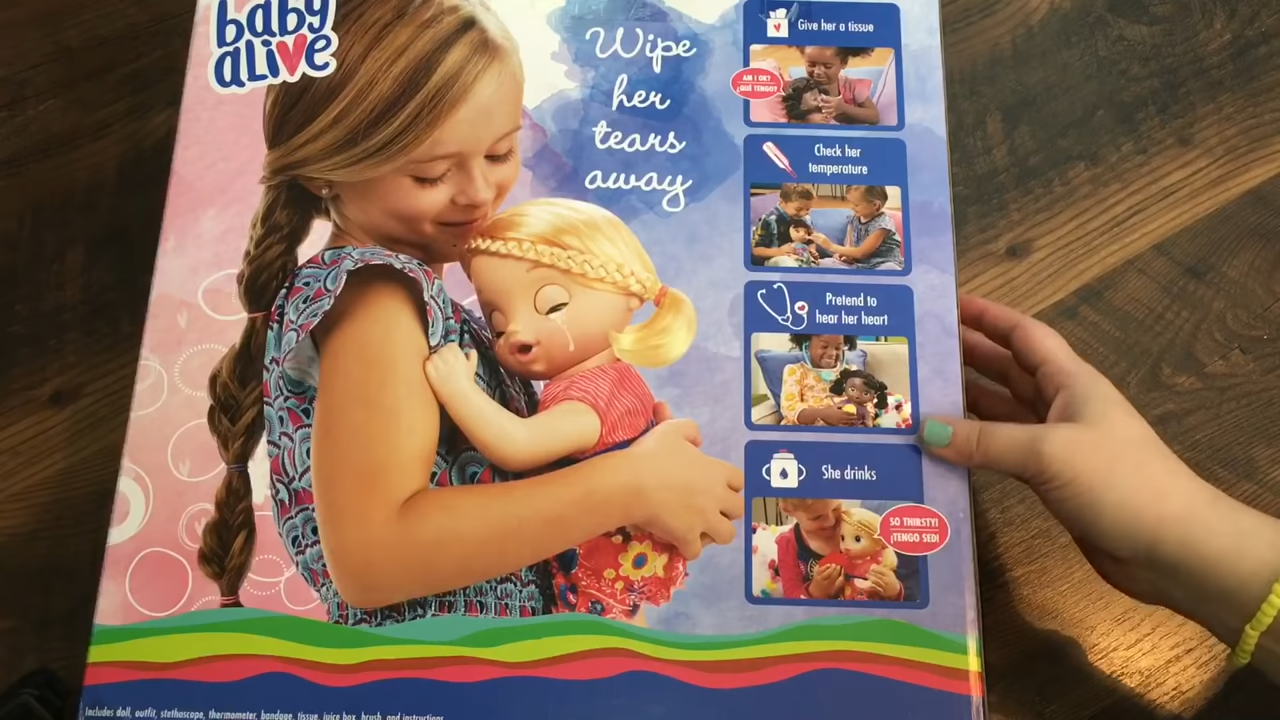 baby
alive
Wipe
her
tears
away
Give her a tissue
AM I OK?
¿QUÉ TENGO?
Check her
temperature
Pretend to
hear her heart
She drinks
SO THIRSTY!
¡TENGO SED!
Includes doll, outfit, stethoscope, thermometer, bandage, tissue, juice box, brush, and instructions